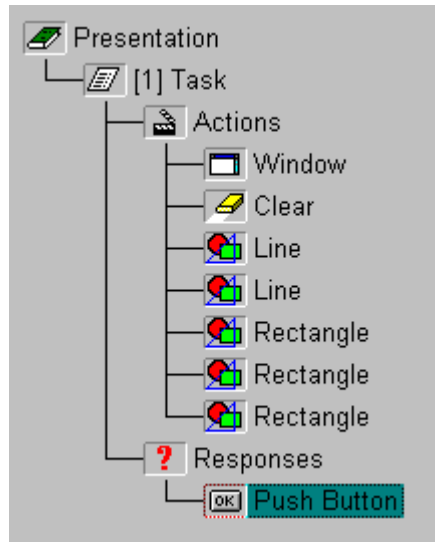 Presentation
[1] Task
Actions
Window
Clear
Line
Line
Rectangle
Rectangle
Rectangle
? Responses
OK Push Button